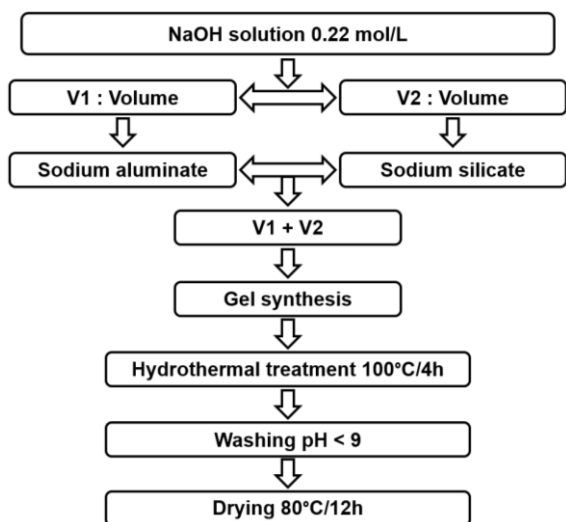 NaOH solution 0.22 mol/L
V1 : Volume
V2 : Volume
Sodium aluminate
Sodium silicate
V1 + V2
Gel synthesis
Hydrothermal treatment 100°C/4h
Washing pH < 9
Drying 80°C/12h